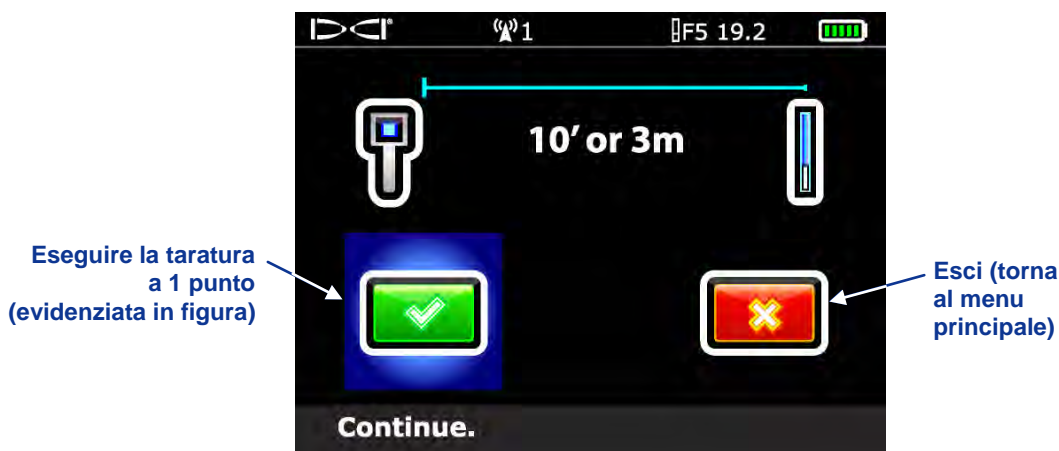 DCI® 1 F5 19.2
10' or 3m
Eseguire la taratura
a 1 punto
(evidenziata in figura)
Esci (torna
al menu
principale)
Continue.